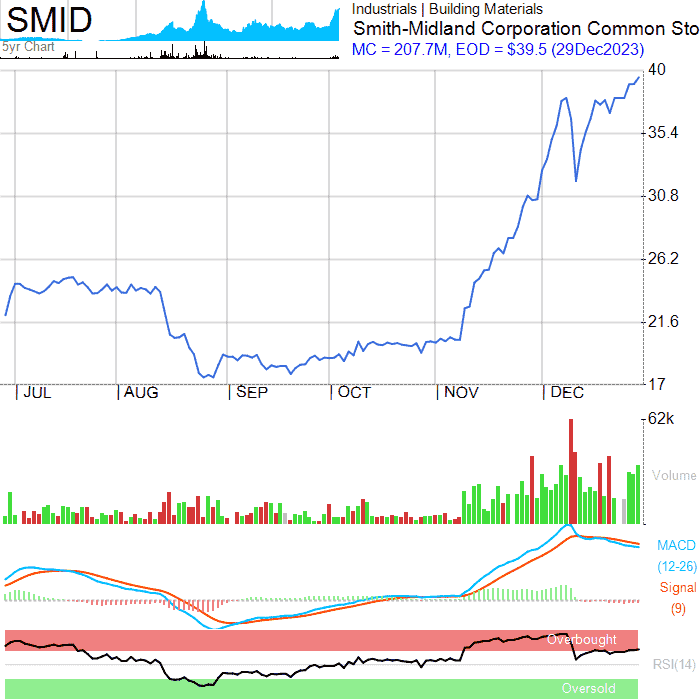 SMID
5yr Chart
Industrials | Building Materials
Smith-Midland Corporation Common Sto
MC = 207.7M, EOD = $39.5 (29Dec2023)
40
35.4
30.8
26.2
21.6
17
JUL AUG SEP OCT NOV DEC
62k
Volume
MACD
(12-26)
Signal
(9)
Overbought
RSI(14)
Oversold